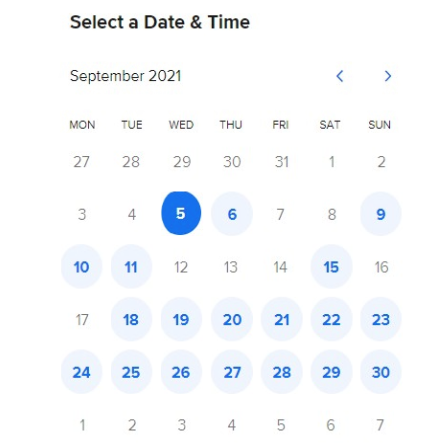 Select a Date & Time
September 2021
MON TUE WED THU FRI SAT SUN
27 28 29 30 31 1 2
3 4 5 6 7 8 9
10 11 12 13 14 15 16
17 18 19 20 21 22 23
24 25 26 27 28 29 30
1 2 3 4 5 6 7